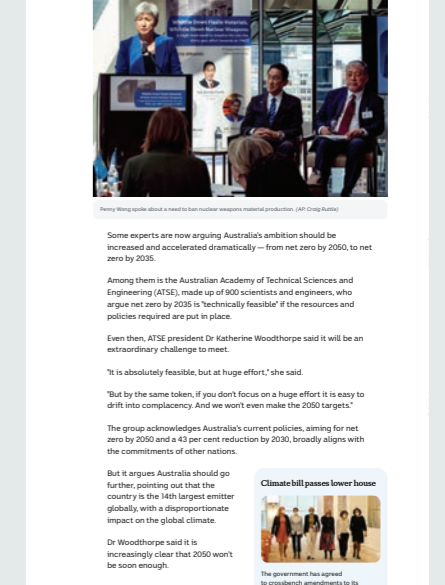 Whittle Down Fissile Materials,
Whittle Down Nuclear Weapons
Penny Wong spoke about a need to ban nuclear weapons material production. (AP: Craig Ruttle)
Some experts are now arguing Australia's ambition should be
increased and accelerated dramatically — from net zero by 2050, to net
zero by 2035.
Among them is the Australian Academy of Technical Sciences and
Engineering (ATSE), made up of 900 scientists and engineers, who
argue net zero by 2035 is "technically feasible" if the resources and
policies required are put in place.
Even then, ATSE president Dr Katherine Woodthorpe said it will be an
extraordinary challenge to meet.
"It is absolutely feasible, but at huge effort," she said.
"But by the same token, if you don't focus on a huge effort it is easy to
drift into complacency. And we won't even make the 2050 targets."
The group acknowledges Australia's current policies, aiming for net
zero by 2050 and a 43 per cent reduction by 2030, broadly aligns with
the commitments of other nations.
But it argues Australia should go
further, pointing out that the
country is the 14th largest emitter
globally, with a disproportionate
impact on the global climate.
Dr Woodthorpe said it is
increasingly clear that 2050 won't
be soon enough.
Climate bill passes lower house
The government has agreed
to crossbench amendments to its